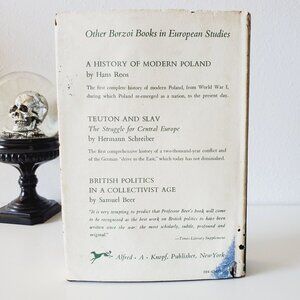 Other Borzoi Books in European Studies
A HISTORY OF MODERN POLAND
by Hans Roos
The first complete history of modern Poland, from World War I,
during which Poland re-emerged as a nation, to the present day.
TEUTON AND SLAV
The Struggle for Central Europe
by Hermann Schreiber
The first comprehensive history of a two-thousand-year conflict and
of the German "drive to the East," which today has not diminished.
BRITISH POLITICS
IN A COLLECTIVIST AGE
by Samuel Beer
"It is very tempting to predict that Professor Beer's book will come
to be recognised as the best work on British politics to have been
written since the war: the most scholarly, subtle, profound and
original."
—Times Literary Supplement
Alfred · A · Knopf, Publisher, New York